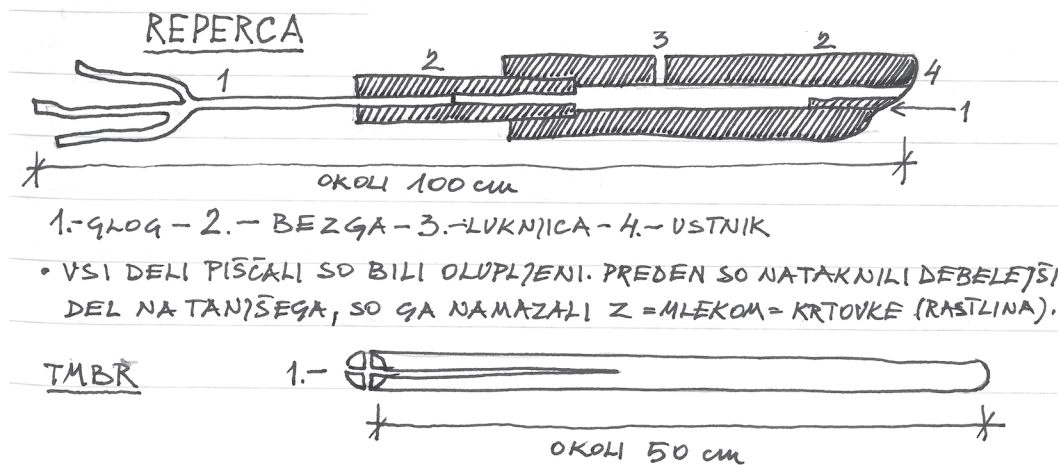 REPERCA
1 2 3 2 4
1
OKOLI 100 cm
1.-GLOG - 2.- BEZGA - 3.-LUKNJICA - 4.- USTNIK
• VSI DELI PIŠČALI SO BILI OLUPLJENI. PREDEN SO NATAKNILI DEBELEJŠI
DEL NA TANJŠEGA, SO GA NAMAZALI Z =MLEKOM= KRTOVKE (RASTLINA).
TMBŘ 1.-
OKOLI 50 cm